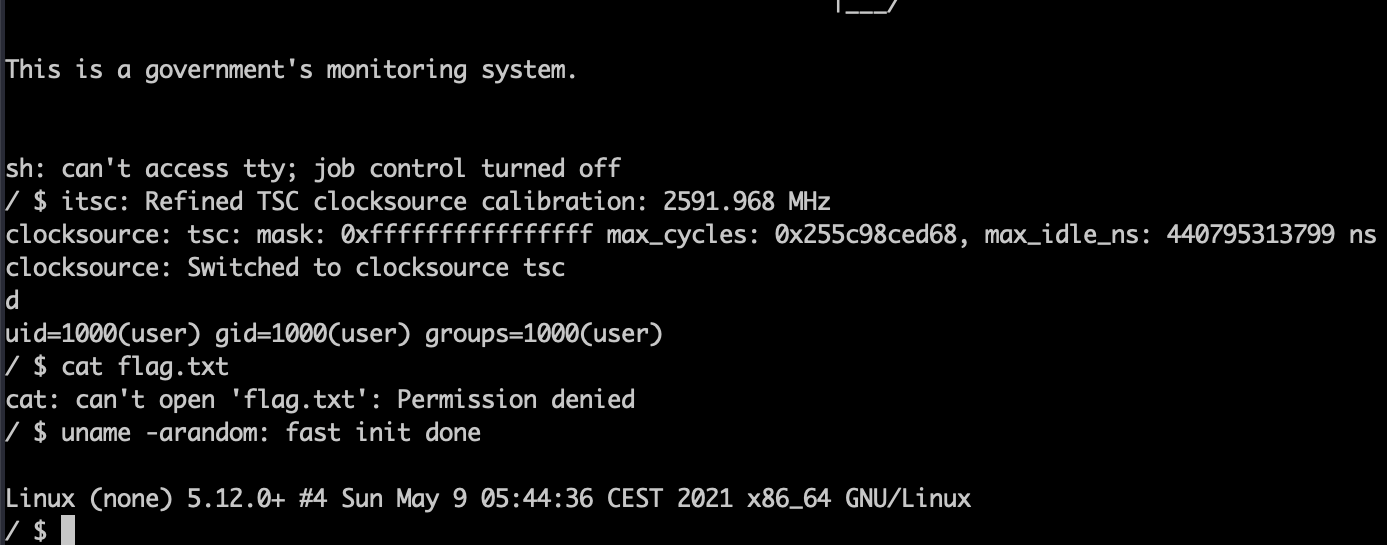 |___/
This is a government's monitoring system.
sh: can't access tty; job control turned off
/ $ itsc: Refined TSC clocksource calibration: 2591.968 MHz
clocksource: tsc: mask: 0xffffffffffffffff max_cycles: 0x255c98ced68, max_idle_ns: 440795313799 ns
clocksource: Switched to clocksource tsc
d
uid=1000(user) gid=1000(user) groups=1000(user)
/ $ cat flag.txt
cat: can't open 'flag.txt': Permission denied
/ $ uname -arandom: fast init done
Linux (none) 5.12.0+ #4 Sun May 9 05:44:36 CEST 2021 x86_64 GNU/Linux
/ $